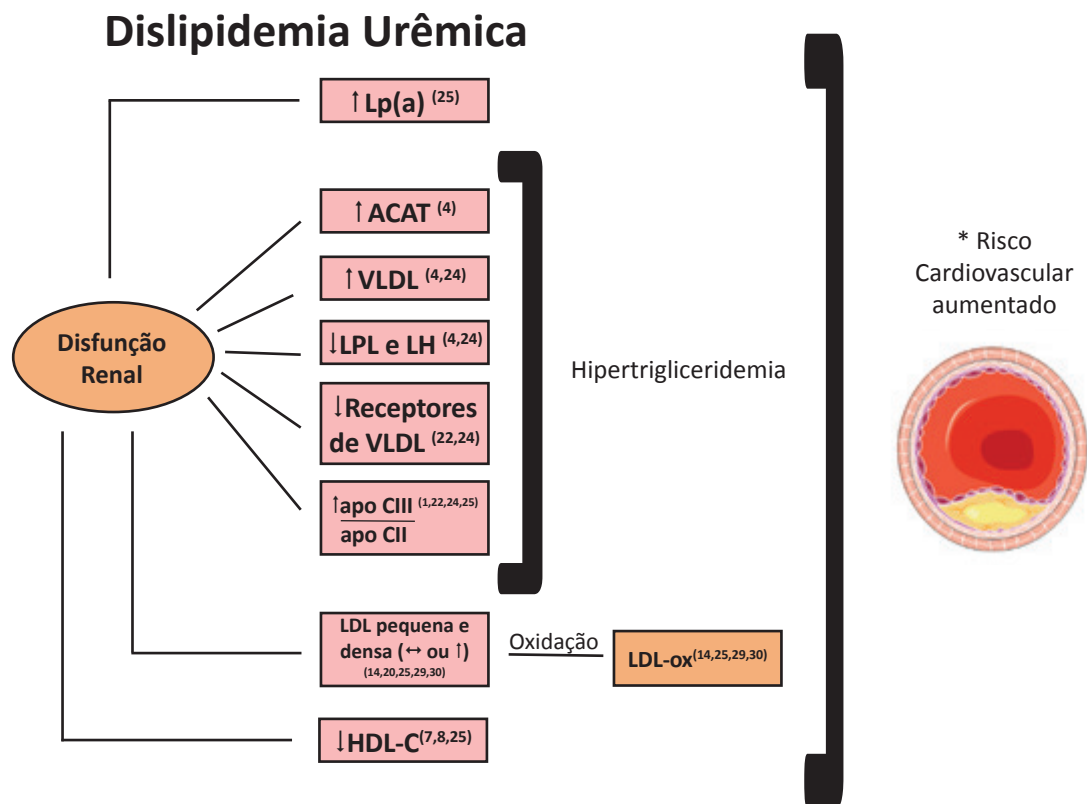 Dislipidemia Urêmica
↑Lp(a) (25)
↑ACAT (4)
↑VLDL (4,24)
↓LPL e LH (4,24)
↓Receptores
de VLDL (22,24)
↑apo CIII (1,22,24,25)
apo CII
Disfunção
Renal
Hipertrigliceridemia
* Risco
Cardiovascular
aumentado
LDL pequena e
densa (↔ ou ↑)
(14,20,25,29,30)
Oxidação
LDL-ox(14,25,29,30)
↓HDL-C(7,8,25)